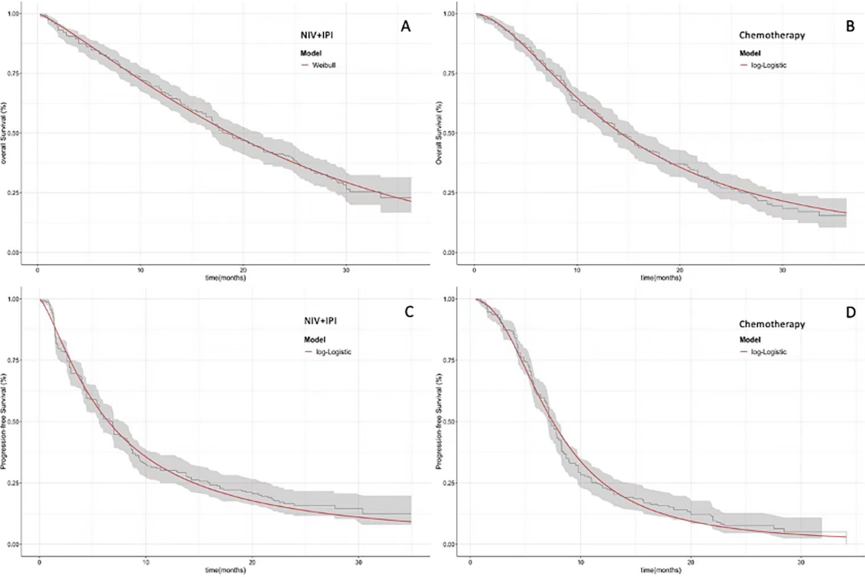 A
NIV+IPI
Model
Weibull
1.00
0.75
0.50
0.25
0.00
overall Survival (%)
0 10 20 30
time(months)
B
Chemotherapy
Model
log-Logistic
1.00
0.75
0.50
0.25
0.00
Overall Survival (%)
0 10 20 30
time(months)
C
NIV+IPI
Model
log-Logistic
1.00
0.75
0.50
0.25
0.00
Progression-free Survival (%)
0 10 20 30
time(months)
D
Chemotherapy
Model
log-Logistic
1.00
0.75
0.50
0.25
0.00
Progression-free Survival (%)
0 10 20 30
time(months)